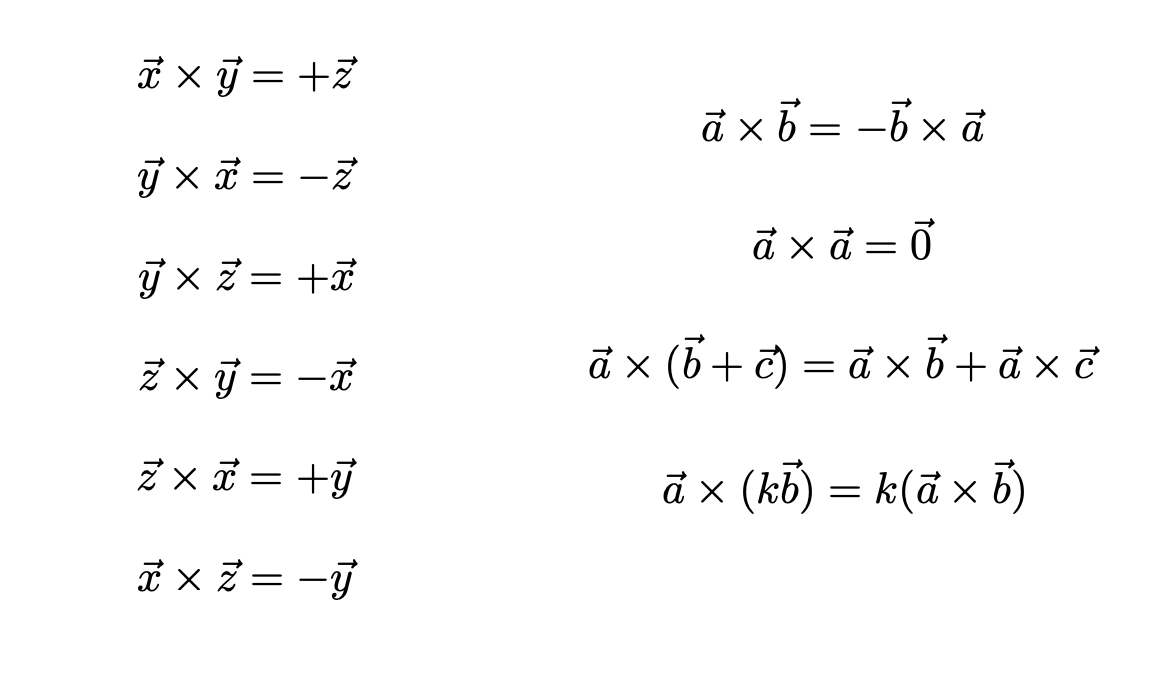 x⃗ × y⃗ = +z⃗
y⃗ × x⃗ = −z⃗
y⃗ × z⃗ = +x⃗
z⃗ × y⃗ = −x⃗
z⃗ × x⃗ = +y⃗
x⃗ × z⃗ = −y⃗
a⃗ × b⃗ = −b⃗ × a⃗
a⃗ × a⃗ = 0⃗
a⃗ × (b⃗ + c⃗) = a⃗ × b⃗ + a⃗ × c⃗
a⃗ × (kb⃗) = k(a⃗ × b⃗)